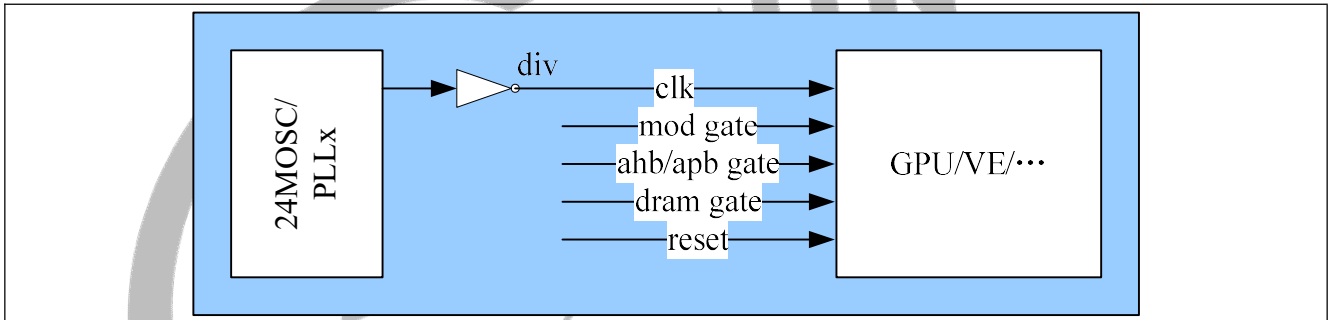 24MOSC/
PLLx
div
clk
mod gate
ahb/apb gate
dram gate
reset
GPU/VE/···